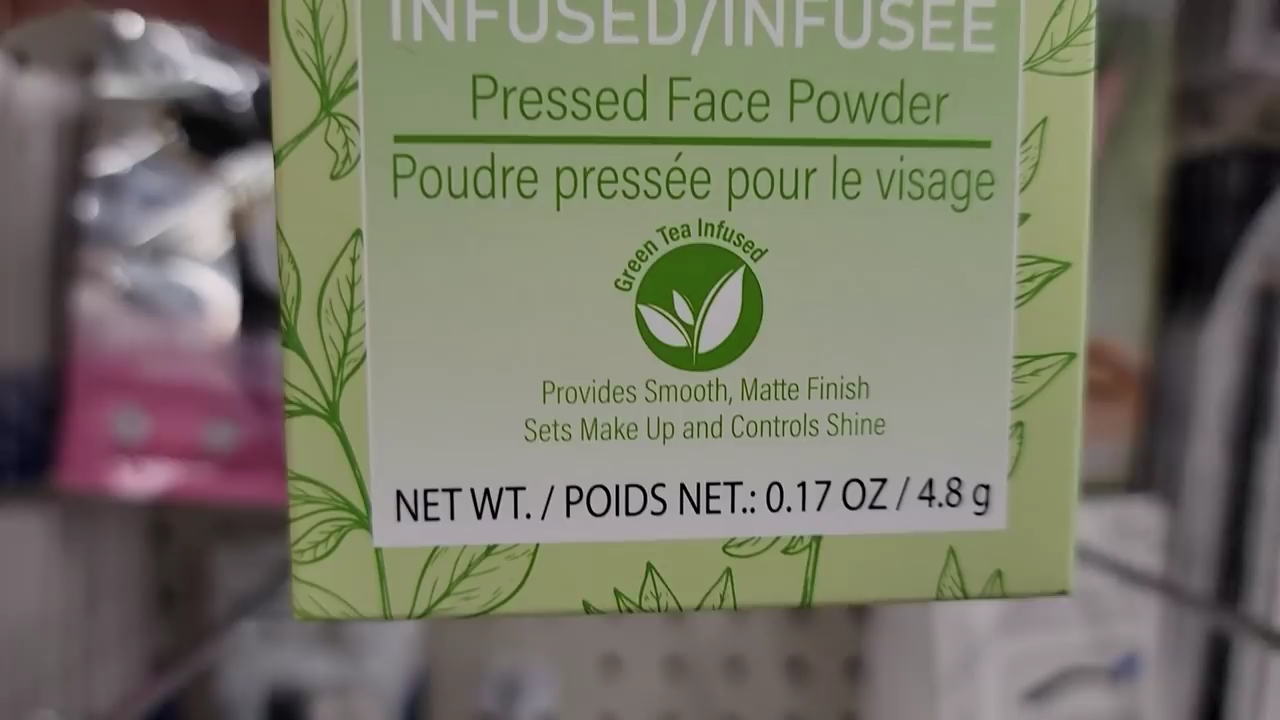 INFUSED/INFUSÉE
Pressed Face Powder
Poudre pressée pour le visage
Green Tea Infused
Provides Smooth, Matte Finish
Sets Make Up and Controls Shine
NET WT. / POIDS NET.: 0.17 OZ / 4.8 g